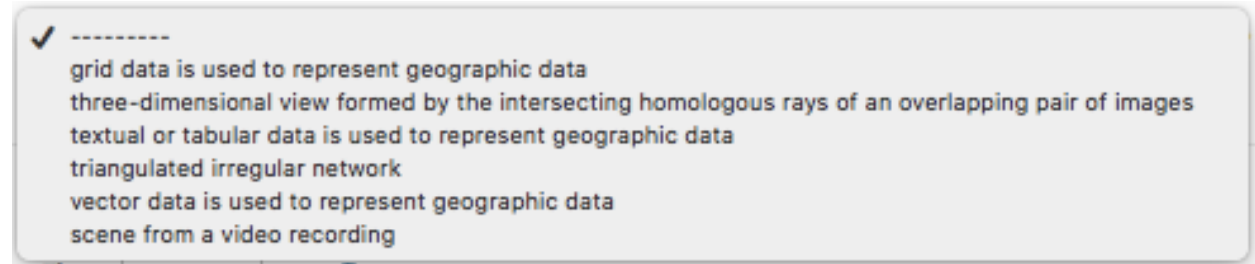 ✓ ---------
grid data is used to represent geographic data
three-dimensional view formed by the intersecting homologous rays of an overlapping pair of images
textual or tabular data is used to represent geographic data
triangulated irregular network
vector data is used to represent geographic data
scene from a video recording